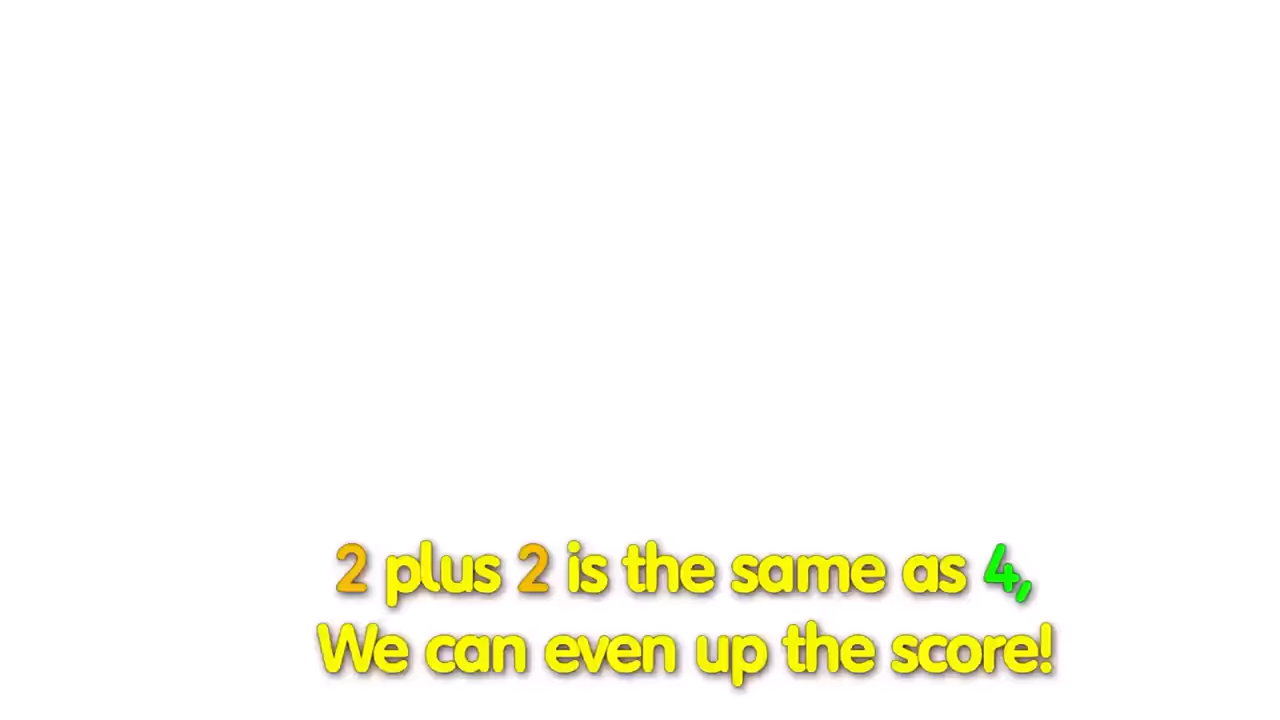 2 plus 2 is the same as 4,
We can even up the score!